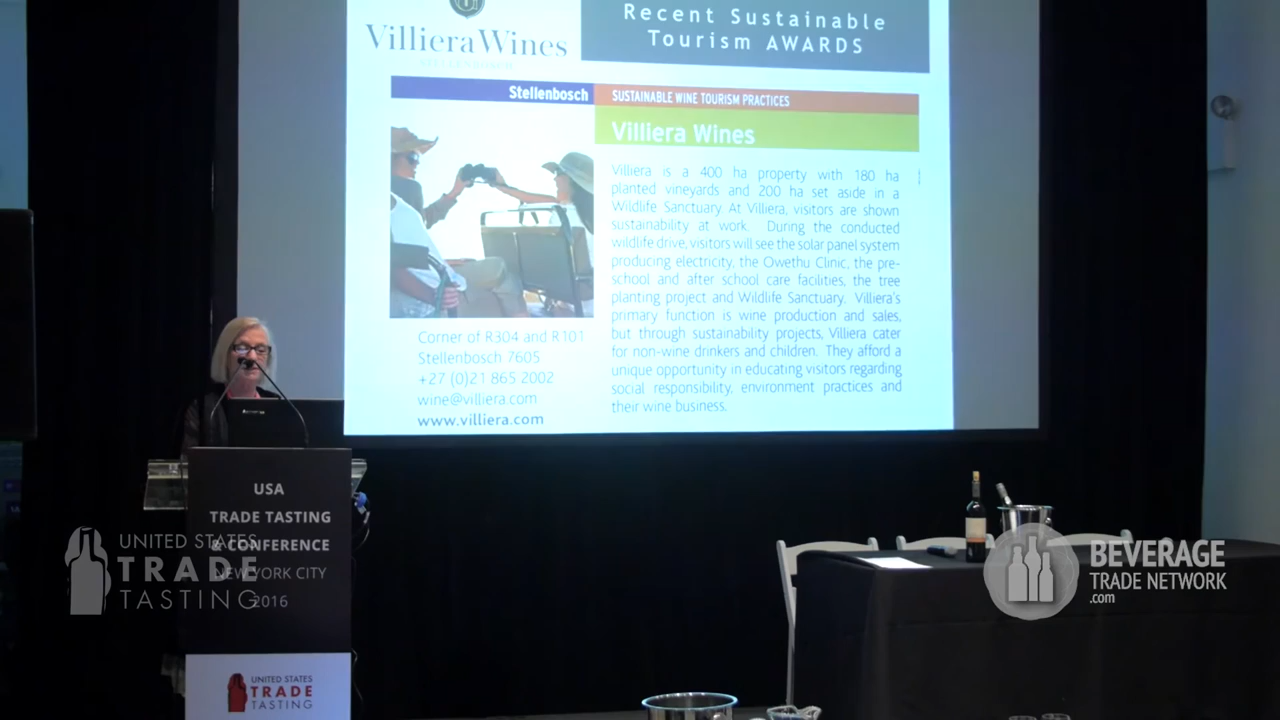 Villiera Wines
Recent Sustainable
Tourism AWARDS
Stellenbosch
SUSTAINABLE WINE TOURISM PRACTICES
Villiera Wines
Villiera is a 400 ha property with 180 ha
planted vineyards and 200 ha set aside in a
Wildlife Sanctuary. At Villiera, visitors are shown
sustainability at work. During the conducted
wildlife drive, visitors will see the solar panel system
producing electricity, the Owethu Clinic, the pre-
school and after school care facilities, the tree
planting project and Wildlife Sanctuary. Villiera's
primary function is wine production and sales,
but through sustainability projects, Villiera cater
for non-wine drinkers and children. They afford a
unique opportunity in educating visitors regarding
social responsibility, environment practices and
their wine business.
Corner of R304 and R101
Stellenbosch 7605
+27 (0)21 865 2002
wine@villiera.com
www.villiera.com
USA
TRADE TASTING
& CONFERENCE
NEW YORK CITY
2016
UNITED STATES
TRADE
TASTING
BEVERAGE
TRADE NETWORK
.com
UNITED STATES
TRADE
TASTING